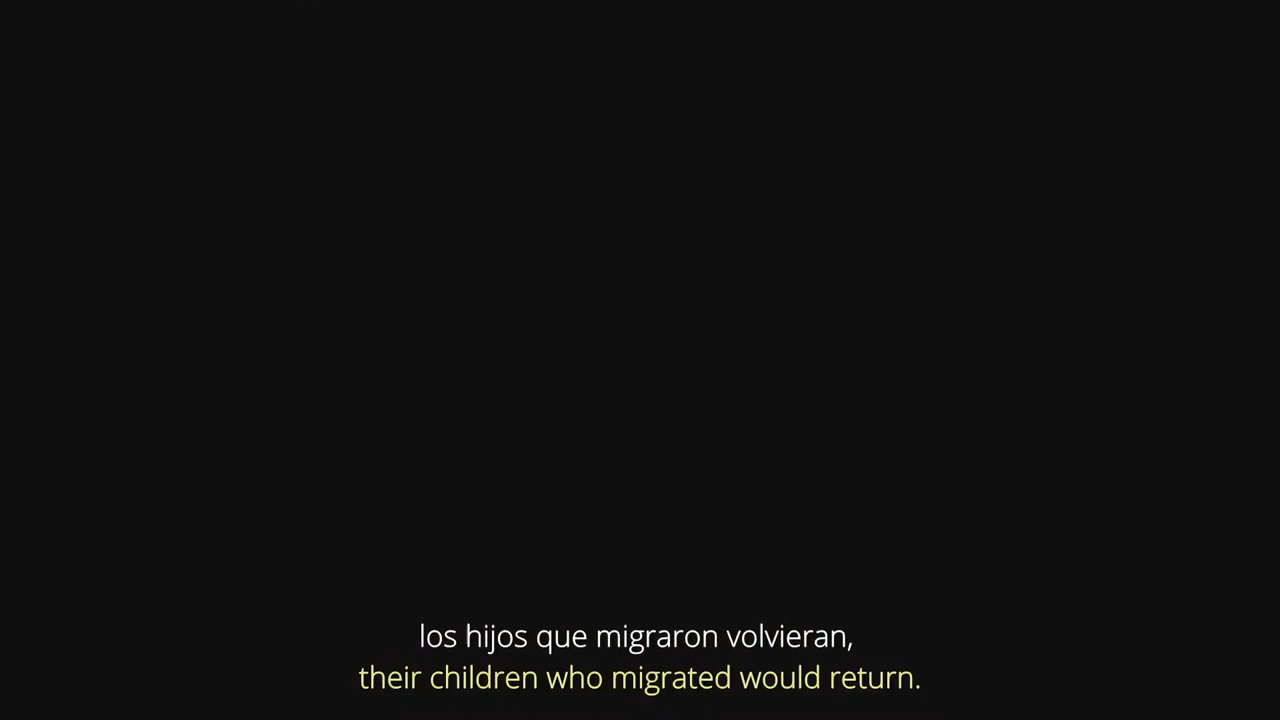 los hijos que migraron volvieran,
their children who migrated would return.